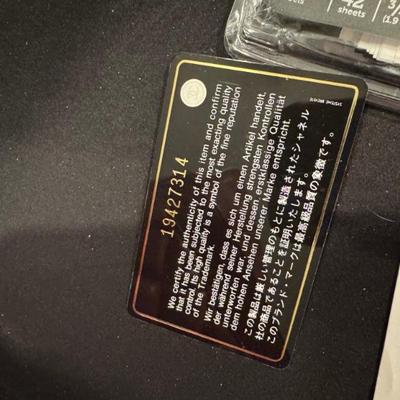 42
sheets
19427314
We certify the authenticity of this item and confirm
that it has been subjected to the most exacting quality
control. Its high quality is a symbol of the fine reputation
of the Trademark.
Wir bestätigen, dass es sich um einen Artikel handelt,
der während seiner Herstellung strengsten Kontrollen
unterworfen war, und dessen erstklassige Qualität
dem hohen Ansehen unserer Marke entspricht.
この製品は厳しい管理のもとに製造されたシャネル
社の商品であることを証明いたします。
このブランド・マークは最高級品質の象徴です。